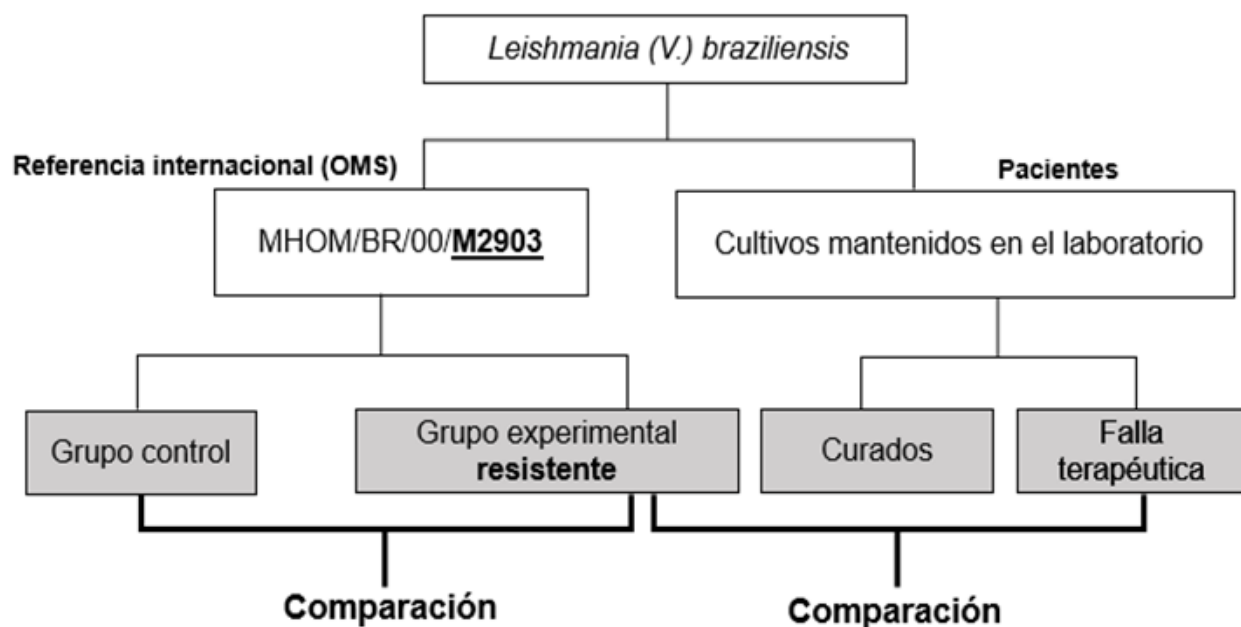 Leishmania (V.) braziliensis
Referencia internacional (OMS)
Pacientes
MHOM/BR/00/M2903
Cultivos mantenidos en el laboratorio
Grupo control
Grupo experimental
resistente
Curados
Falla
terapéutica
Comparación
Comparación